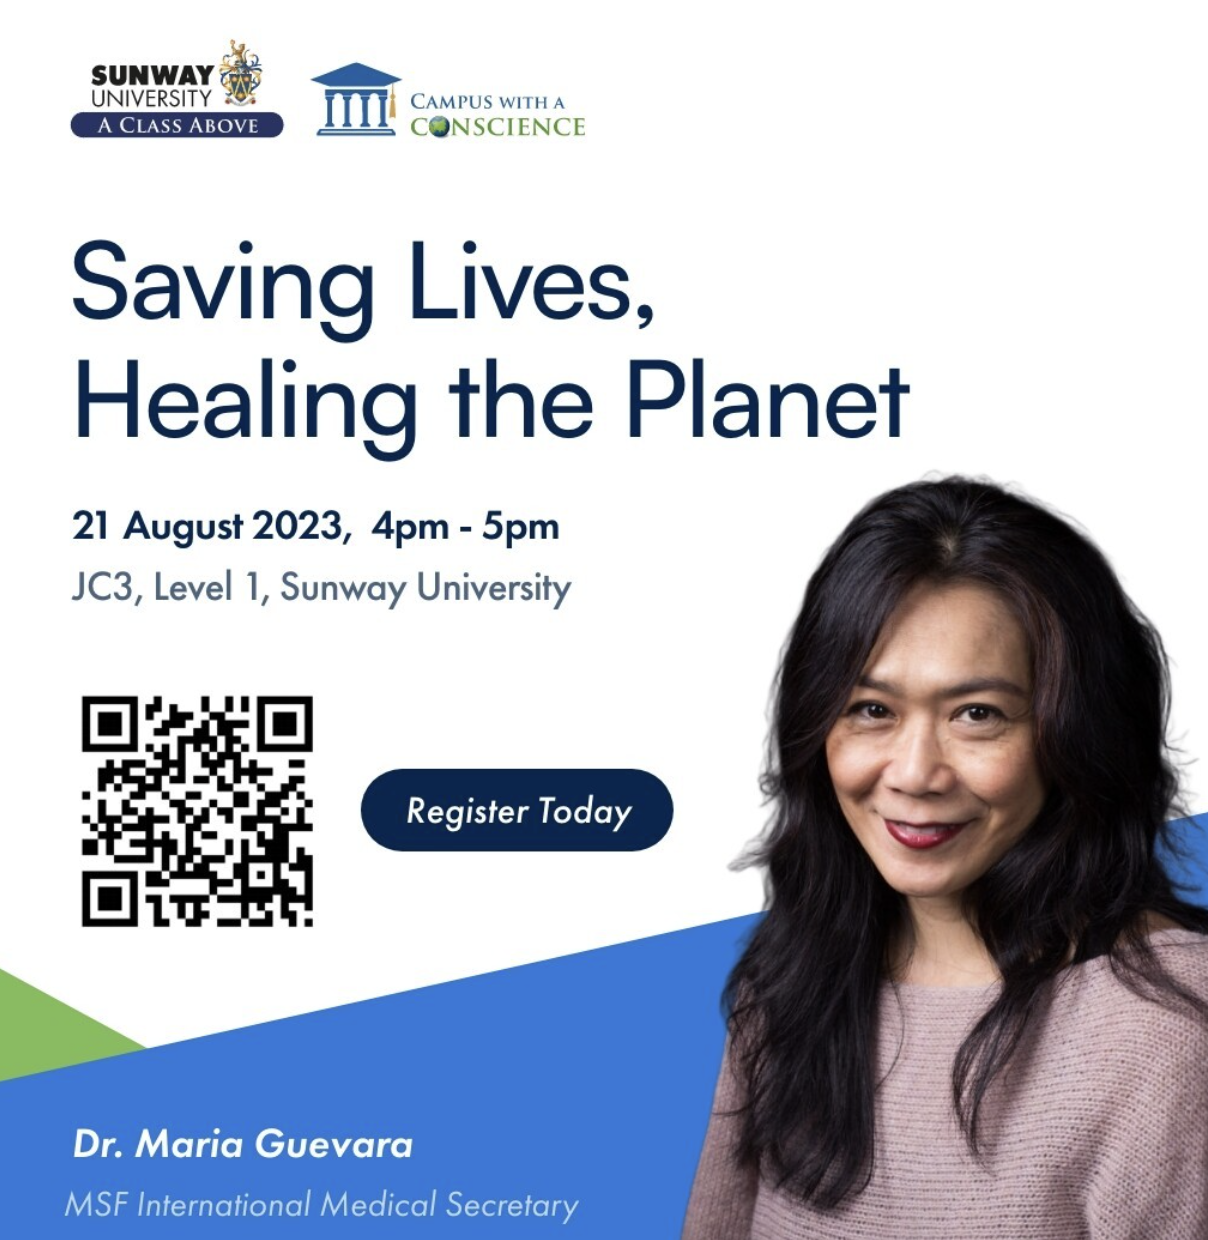 SUNWAY
UNIVERSITY
A CLASS ABOVE
CAMPUS WITH A
CONSCIENCE
Saving Lives,
Healing the Planet
21 August 2023, 4pm - 5pm
JC3, Level 1, Sunway University
Register Today
Dr. Maria Guevara
MSF International Medical Secretary